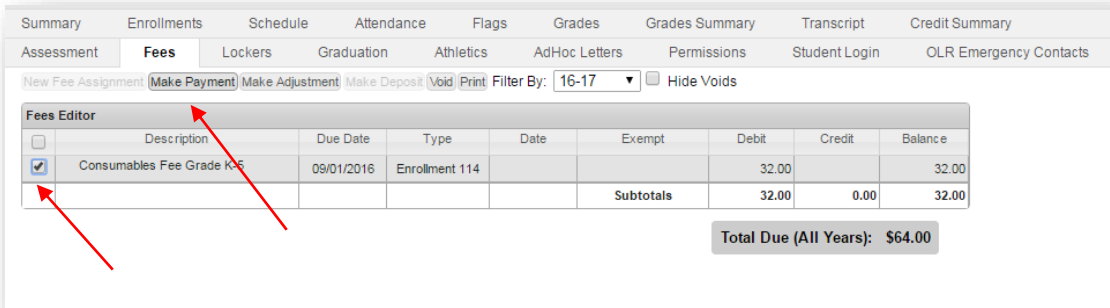 Summary Enrollments Schedule Attendance Flags Grades Grades Summary Transcript Credit Summary
Assessment Fees Lockers Graduation Athletics AdHoc Letters Permissions Student Login OLR Emergency Contacts
New Fee Assignment Make Payment Make Adjustment Make Deposit Void Print Filter By: 16-17 Hide Voids
Fees Editor
Description Due Date Type Date Exempt Debit Credit Balance
Consumables Fee Grade K-5 09/01/2016 Enrollment 114 32.00 32.00
Subtotals 32.00 0.00 32.00
Total Due (All Years): $64.00